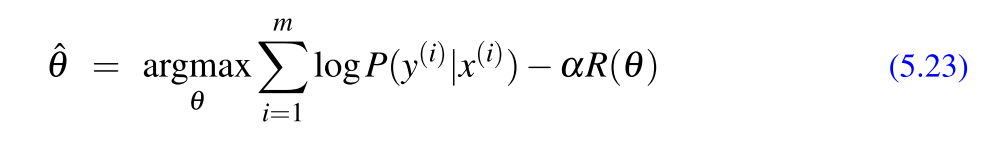 θ̂ = argmax_θ ∑_{i=1}^{m} log P(y^{(i)}|x^{(i)}) − αR(θ) (5.23)